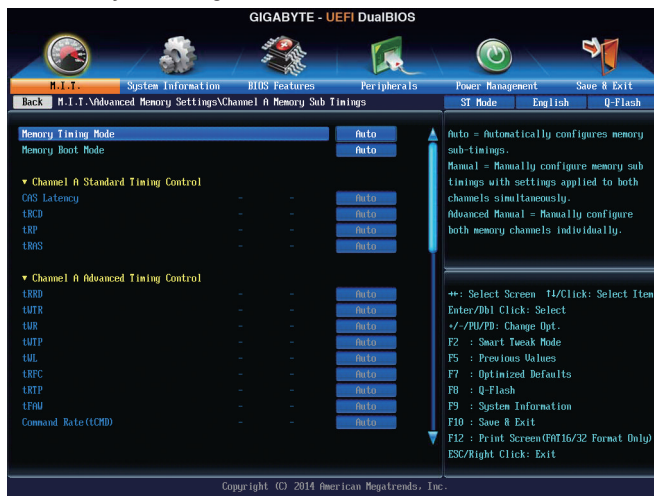 GIGABYTE - UEFI DualBIOS
M.I.T.
System Information
BIOS Features
Peripherals
Power Management
Save & Exit
Back M.I.T.\Advanced Memory Settings\Channel A Memory Sub Timings
ST Mode English Q-Flash
Memory Timing Mode Auto
Memory Boot Mode Auto
▼ Channel A Standard Timing Control
CAS Latency - - Auto
tRCD - - Auto
tRP - - Auto
tRAS - - Auto
▼ Channel A Advanced Timing Control
tRRD - - Auto
tWTR - - Auto
tWR - - Auto
tWTP - - Auto
tWL - - Auto
tRFC - - Auto
tRTP - - Auto
tFAW - - Auto
Command Rate(tCMD) - - Auto
Auto = Automatically configures memory
sub-timings.
Manual = Manually configure memory sub
timings with settings applied to both
channels simultaneously.
Advanced Manual = Manually configure
both memory channels individually.
→←: Select Screen ↑↓/Click: Select Item
Enter/Dbl Click: Select
+/-/PU/PD: Change Opt.
F2 : Smart Tweak Mode
F5 : Previous Values
F7 : Optimized Defaults
F8 : Q-Flash
F9 : System Information
F10 : Save & Exit
F12 : Print Screen(FAT16/32 Format Only)
ESC/Right Click: Exit
Copyright (C) 2014 American Megatrends, Inc.